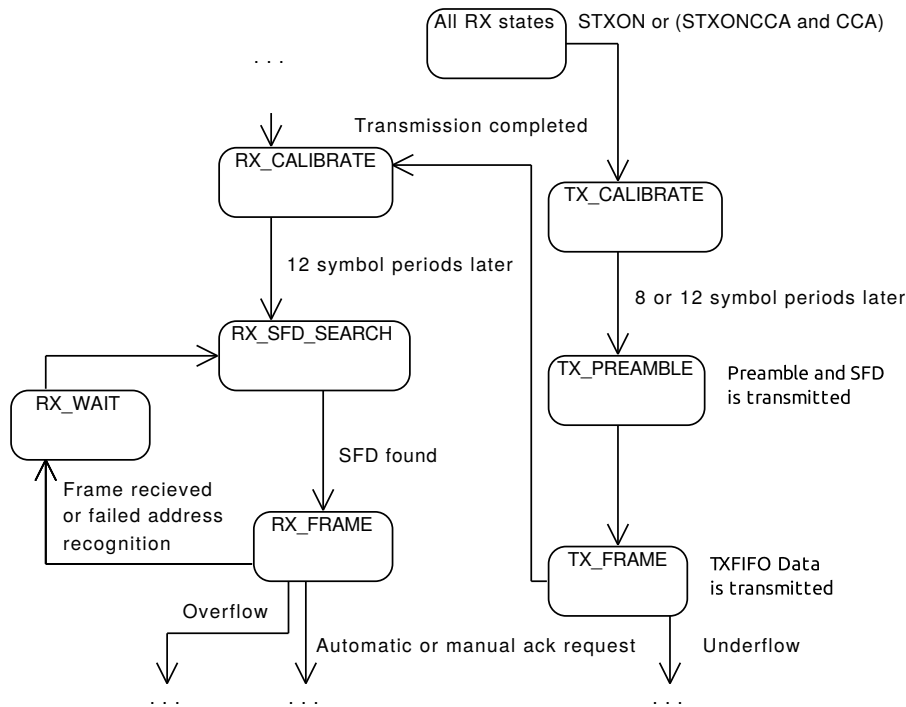 All RX states
STXON or (STXONCCA and CCA)
. . .
Transmission completed
RX_CALIBRATE
TX_CALIBRATE
12 symbol periods later
8 or 12 symbol periods later
RX_SFD_SEARCH
TX_PREAMBLE
Preamble and SFD
is transmitted
RX_WAIT
SFD found
Frame recieved
or failed address
recognition
RX_FRAME
TX_FRAME
TXFIFO Data
is transmitted
Overflow
Automatic or manual ack request
Underflow
. . .
. . .
. . .